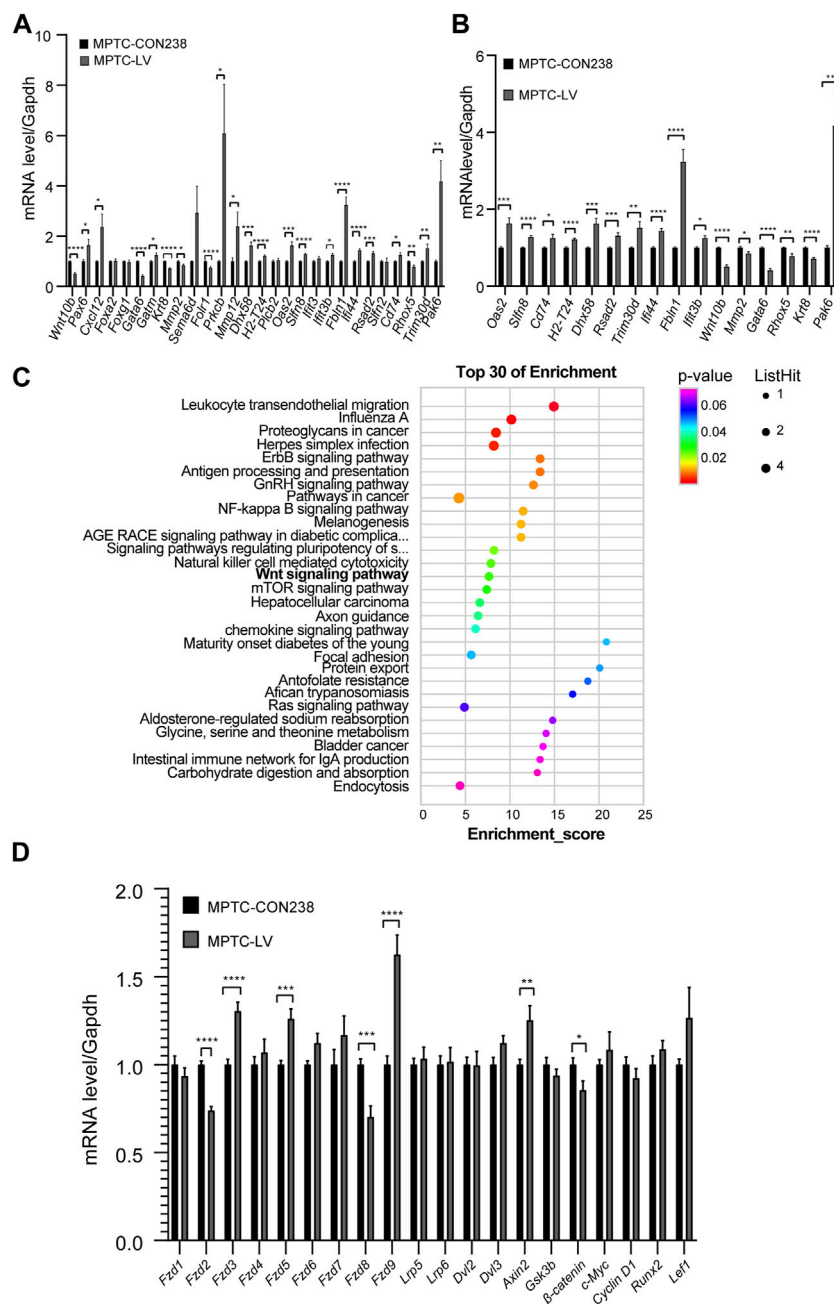 A
MPTC-CON238
MPTC-LV
mRNA level/Gapdh
10
8
6
4
2
0
*
****
*
*
****
*
****
**
****
*
*
***
****
***
****
*
****
****
***
*
**
**
**
Wnt10b
Pax6
Cxcl12
Foxa2
Foxg1
Gata6
Gatm
Krt8
Mmp2
Sema6d
Folr1
Prkcb
Mmp12
Dhx58
H2-T24
Plcb2
Oas2
Slfn8
Ifit3
Ifit3b
Fbln1
Ifi44
Rsad2
Slfn2
Cd74
Rhox5
Trim30d
Pak6
B
MPTC-CON238
MPTC-LV
mRNAlevel/Gapdh
6
4
2
0
***
****
*
****
***
***
**
****
****
*
****
*
****
**
****
**
Oas2
Slfn8
Cd74
H2-T24
Dhx58
Rsad2
Trim30d
Ifi44
Fbln1
Ifit3b
Wnt10b
Mmp2
Gata6
Rhox5
Krt8
Pak6
C
Top 30 of Enrichment
Leukocyte transendothelial migration
Influenza A
Proteoglycans in cancer
Herpes simplex infection
ErbB signaling pathway
Antigen processing and presentation
GnRH signaling pathway
Pathways in cancer
NF-kappa B signaling pathway
Melanogenesis
AGE RACE signaling pathway in diabetic complica...
Signaling pathways regulating pluripotency of s...
Natural killer cell mediated cytotoxicity
Wnt signaling pathway
mTOR signaling pathway
Hepatocellular carcinoma
Axon guidance
chemokine signaling pathway
Maturity onset diabetes of the young
Focal adhesion
Protein export
Antofolate resistance
Afican trypanosomiasis
Ras signaling pathway
Aldosterone-regulated sodium reabsorption
Glycine, serine and theonine metabolism
Bladder cancer
Intestinal immune network for IgA production
Carbohydrate digestion and absorption
Endocytosis
0 5 10 15 20 25
Enrichment_score
p-value
0.06
0.04
0.02
ListHit
1
2
4
D
MPTC-CON238
MPTC-LV
mRNA level/Gapdh
2.0
1.5
1.0
0.5
0.0
****
****
***
***
****
**
*
Fzd1
Fzd2
Fzd3
Fzd4
Fzd5
Fzd6
Fzd7
Fzd8
Fzd9
Lrp5
Lrp6
Dvl2
Dvl3
Axin2
Gsk3b
β-catenin
c-Myc
Cyclin D1
Runx2
Lef1